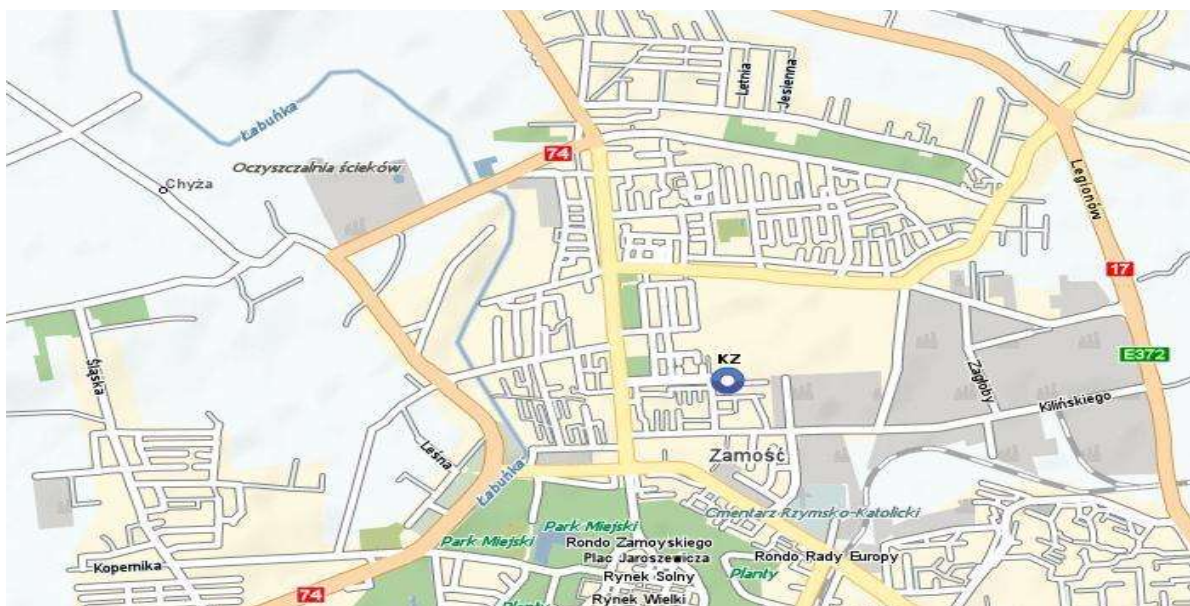 Letnia
Jesienna
Łabuńka
74
Oczyszczalnia ścieków
Chyża
Legionów
17
E372
KZ
Śląska
Zagłoby
Kilińskiego
Leśna
Zamość
Łabuńka
Cmentarz Rzymsko-Katolicki
Park Miejski
Park Miejski
Rondo Zamoyskiego
Plac Jaroszewicza
Rondo Rady Europy
Kopernika
Rynek Solny
Planty
74
Planty
Rynek Wielki